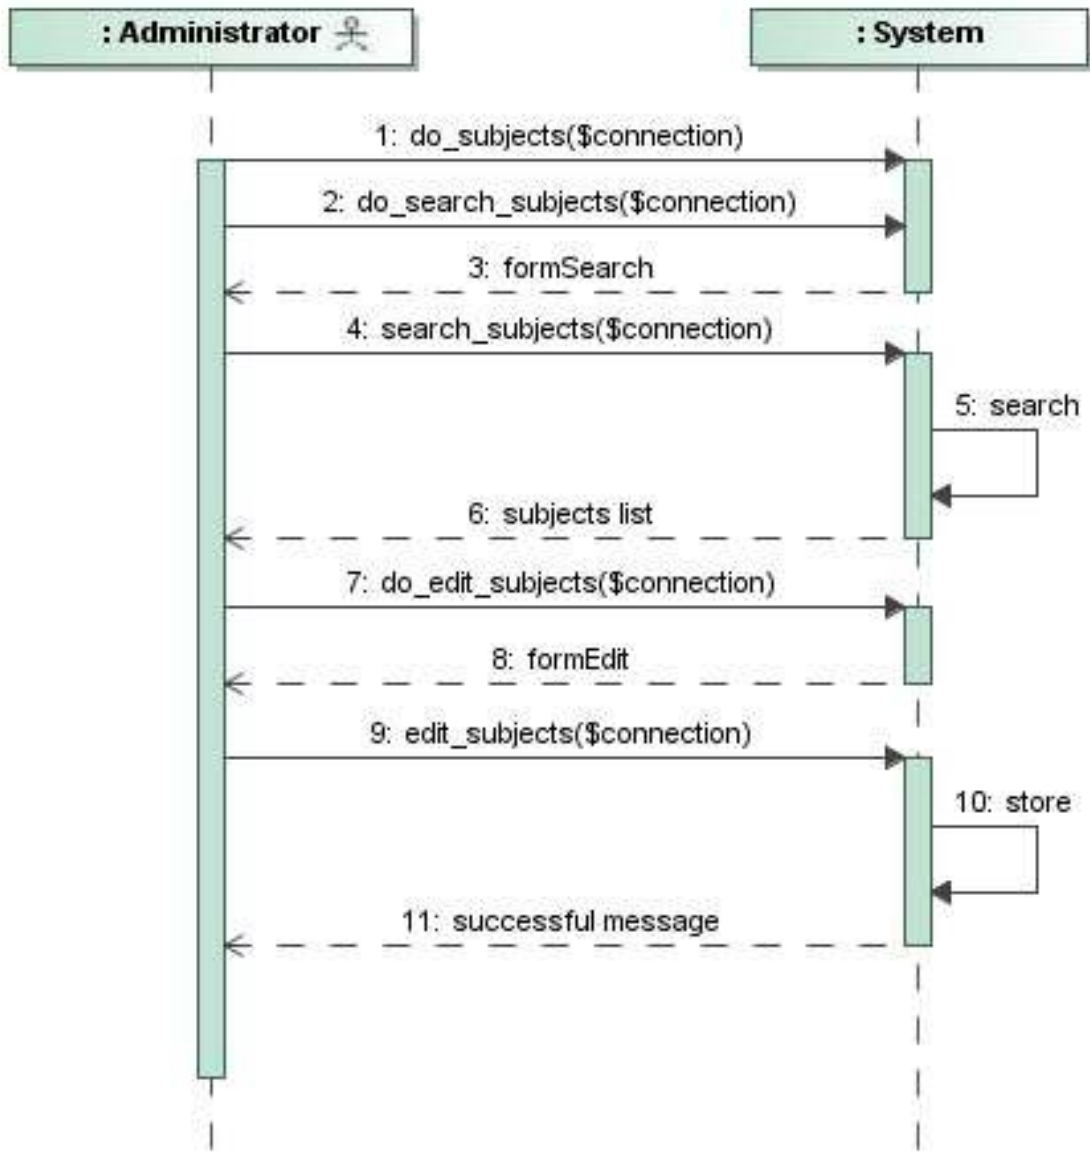 : Administrator
: System
1: do_subjects($connection)
2: do_search_subjects($connection)
3: formSearch
4: search_subjects($connection)
5: search
6: subjects list
7: do_edit_subjects($connection)
8: formEdit
9: edit_subjects($connection)
10: store
11: successful message